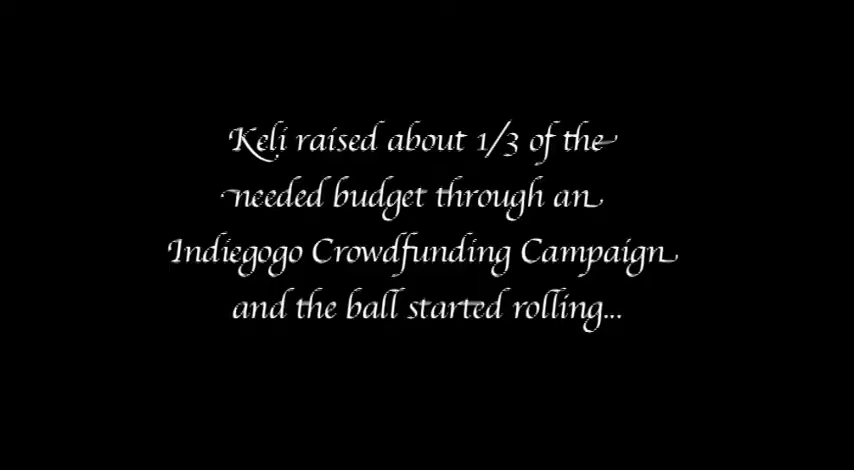 Keli raised about 1/3 of the
needed budget through an
Indiegogo Crowdfunding Campaign
and the ball started rolling...